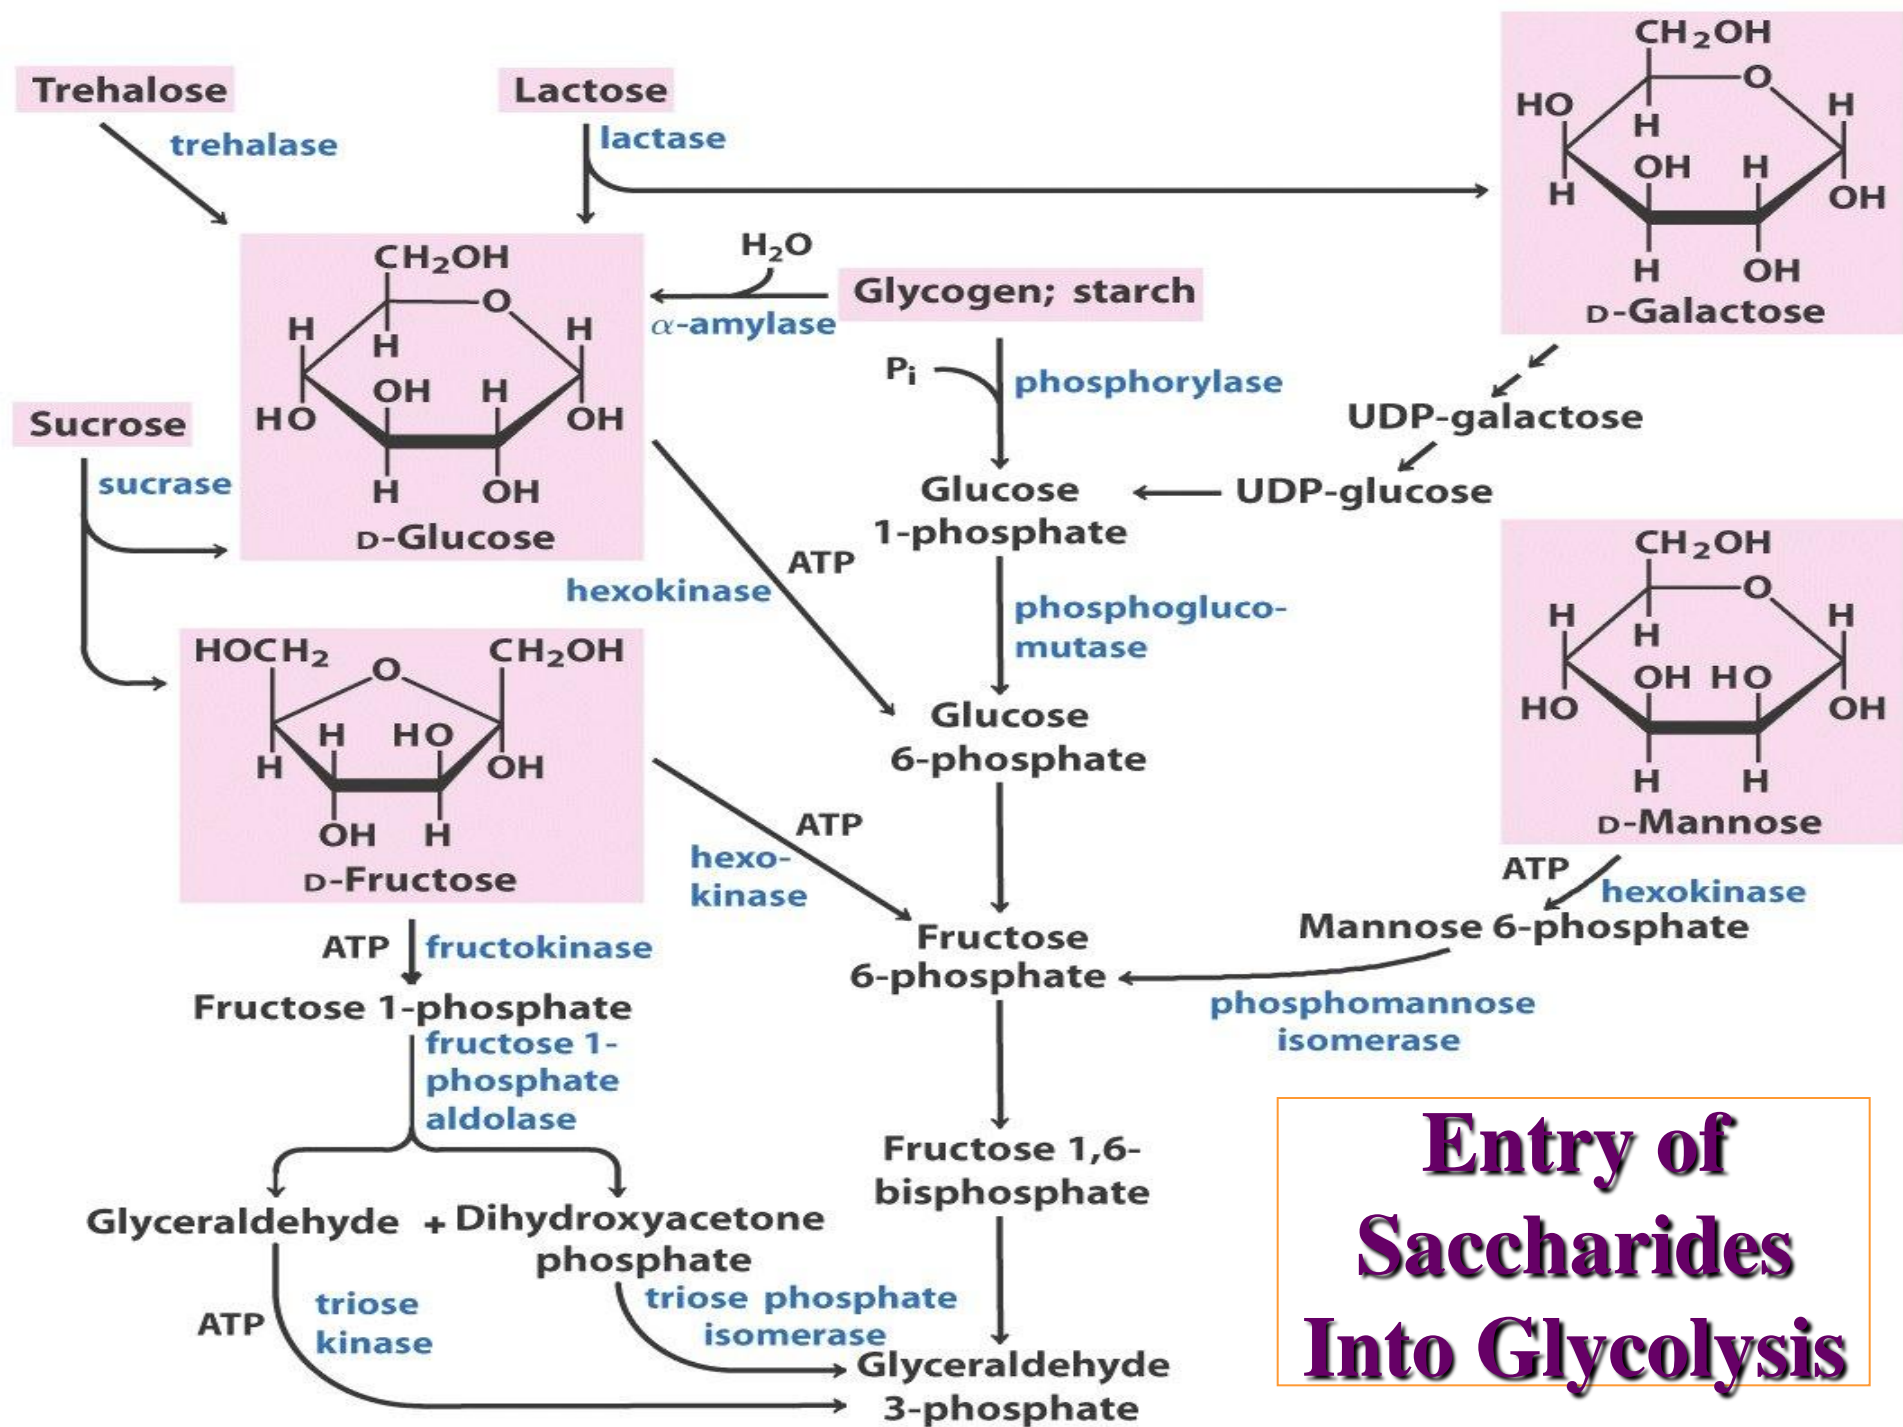 Trehalose
trehalase
Lactose
lactase
CH₂OH
O
HO
H
H
OH
H
H
OH
H
OH
D-Galactose
CH₂OH
O
H
H
H
OH
H
HO
OH
H
OH
D-Glucose
H₂O
Glycogen; starch
α-amylase
Pi
phosphorylase
UDP-galactose
UDP-glucose
Glucose
1-phosphate
Sucrose
sucrase
ATP
hexokinase
phosphogluco-
mutase
Glucose
6-phosphate
CH₂OH
O
H
H
H
OH
HO
HO
OH
H
H
D-Mannose
HOCH₂
O
CH₂OH
H
HO
H
OH
OH
H
D-Fructose
ATP
hexo-
kinase
ATP
hexokinase
Mannose 6-phosphate
Fructose
6-phosphate
phosphomannose
isomerase
ATP
fructokinase
Fructose 1-phosphate
fructose 1-
phosphate
aldolase
Fructose 1,6-
bisphosphate
Glyceraldehyde + Dihydroxyacetone
phosphate
ATP
triose
kinase
triose phosphate
isomerase
Glyceraldehyde
3-phosphate
Entry of
Saccharides
Into Glycolysis